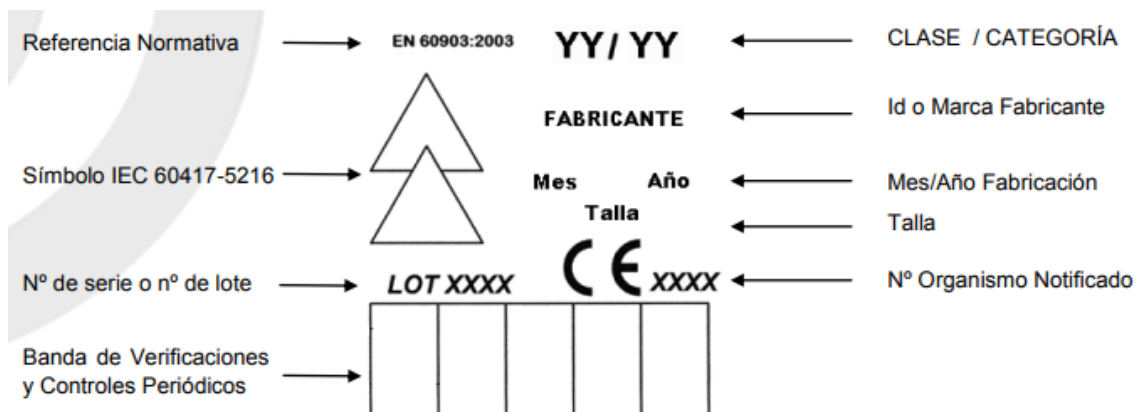 Referencia Normativa
EN 60903:2003
YY / YY
CLASE / CATEGORÍA
FABRICANTE
Id o Marca Fabricante
Símbolo IEC 60417-5216
Mes Año
Mes/Año Fabricación
Talla
Talla
Nº de serie o nº de lote
LOT XXXX
CE XXXX
Nº Organismo Notificado
Banda de Verificaciones
y Controles Periódicos